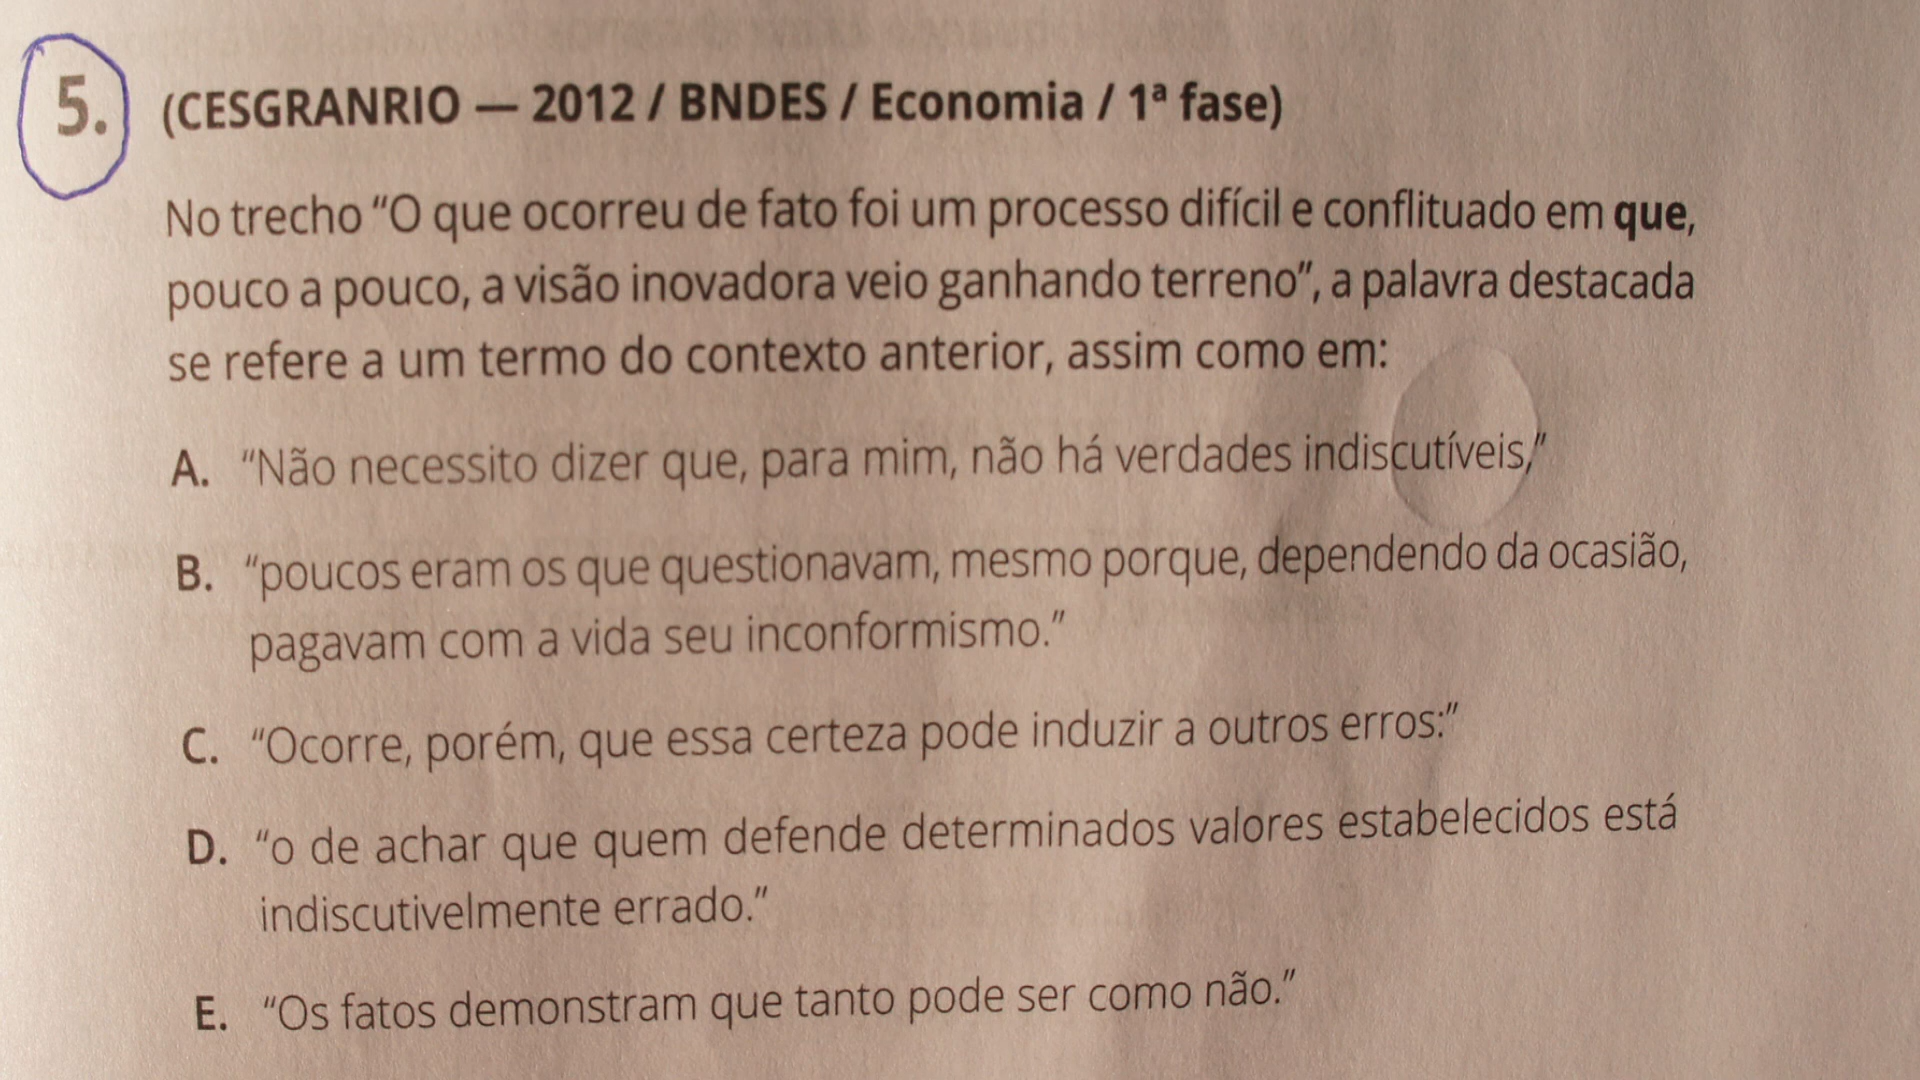 5. (CESGRANRIO — 2012 / BNDES / Economia / 1ª fase)
No trecho “O que ocorreu de fato foi um processo difícil e conflituado em que,
pouco a pouco, a visão inovadora veio ganhando terreno”, a palavra destacada
se refere a um termo do contexto anterior, assim como em:
A. “Não necessito dizer que, para mim, não há verdades indiscutíveis,”
B. “poucos eram os que questionavam, mesmo porque, dependendo da ocasião,
pagavam com a vida seu inconformismo.”
C. “Ocorre, porém, que essa certeza pode induzir a outros erros:”
D. “o de achar que quem defende determinados valores estabelecidos está
indiscutivelmente errado.”
E. “Os fatos demonstram que tanto pode ser como não.”